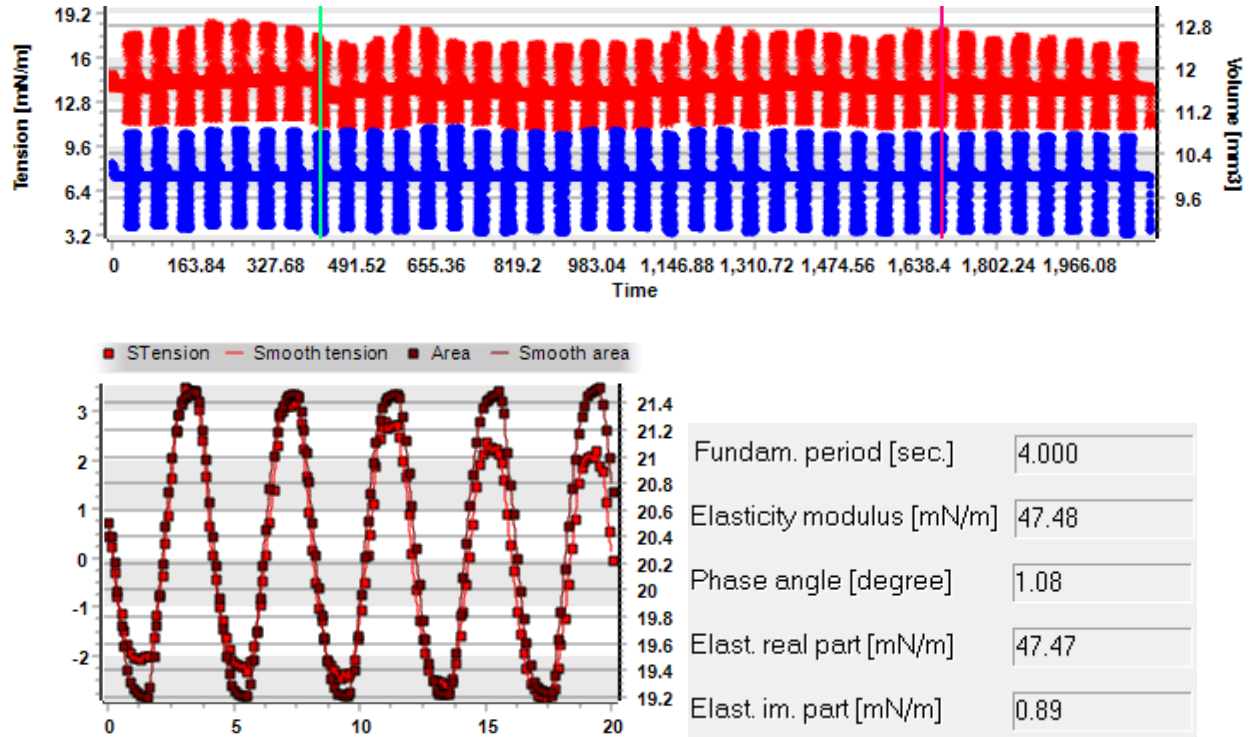 19.2
16
12.8
9.6
6.4
3.2
Tension [mN/m]
12.8
12
11.2
10.4
9.6
Volumne [mm3]
0 163.84 327.68 491.52 655.36 819.2 983.04 1,146.88 1,310.72 1,474.56 1,638.4 1,802.24 1,966.08
Time
STension Smooth tension Area Smooth area
3
2
1
0
-1
-2
21.4
21.2
21
20.8
20.6
20.4
20.2
20
19.8
19.6
19.4
19.2
0 5 10 15 20
Fundam. period [sec.] 4.000
Elasticity modulus [mN/m] 47.48
Phase angle [degree] 1.08
Elast. real part [mN/m] 47.47
Elast. im. part [mN/m] 0.89